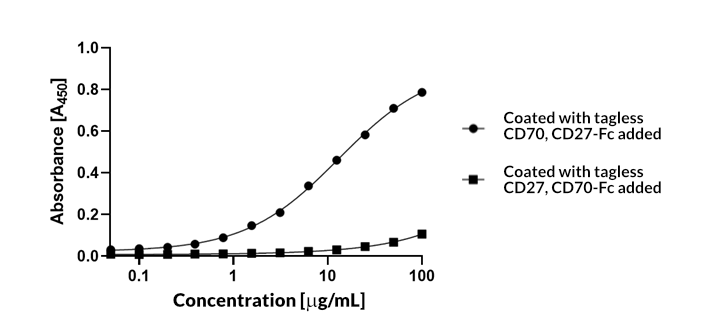 1.0
0.8
0.6
0.4
0.2
0.0
Absorbance [A450]
0.1 1 10 100
Concentration [μg/mL]
Coated with tagless
CD70, CD27-Fc added
Coated with tagless
CD27, CD70-Fc added